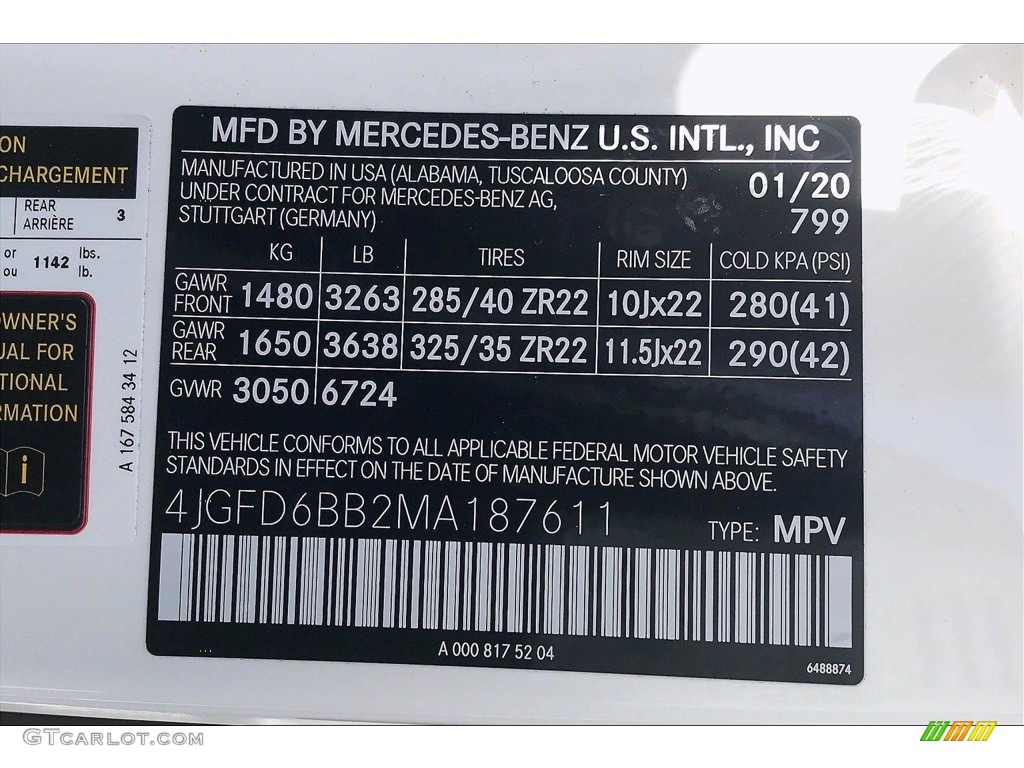 ON
CHARGEMENT
REAR
ARRIÈRE 3
or
ou 1142 lbs.
lb.
OWNER'S
UAL FOR
TIONAL
RMATION
i
A 167 584 34 12
MFD BY MERCEDES-BENZ U.S. INTL., INC
MANUFACTURED IN USA (ALABAMA, TUSCALOOSA COUNTY)
UNDER CONTRACT FOR MERCEDES-BENZ AG,
STUTTGART (GERMANY)
01/20
799
KG LB TIRES RIM SIZE COLD KPA (PSI)
GAWR
FRONT 1480 3263 285/40 ZR22 10Jx22 280(41)
GAWR
REAR 1650 3638 325/35 ZR22 11.5Jx22 290(42)
GVWR 3050 6724
THIS VEHICLE CONFORMS TO ALL APPLICABLE FEDERAL MOTOR VEHICLE SAFETY
STANDARDS IN EFFECT ON THE DATE OF MANUFACTURE SHOWN ABOVE.
4JGFD6BB2MA187611 TYPE: MPV
A 000 817 52 04
6488874
GTCARLOT.COM